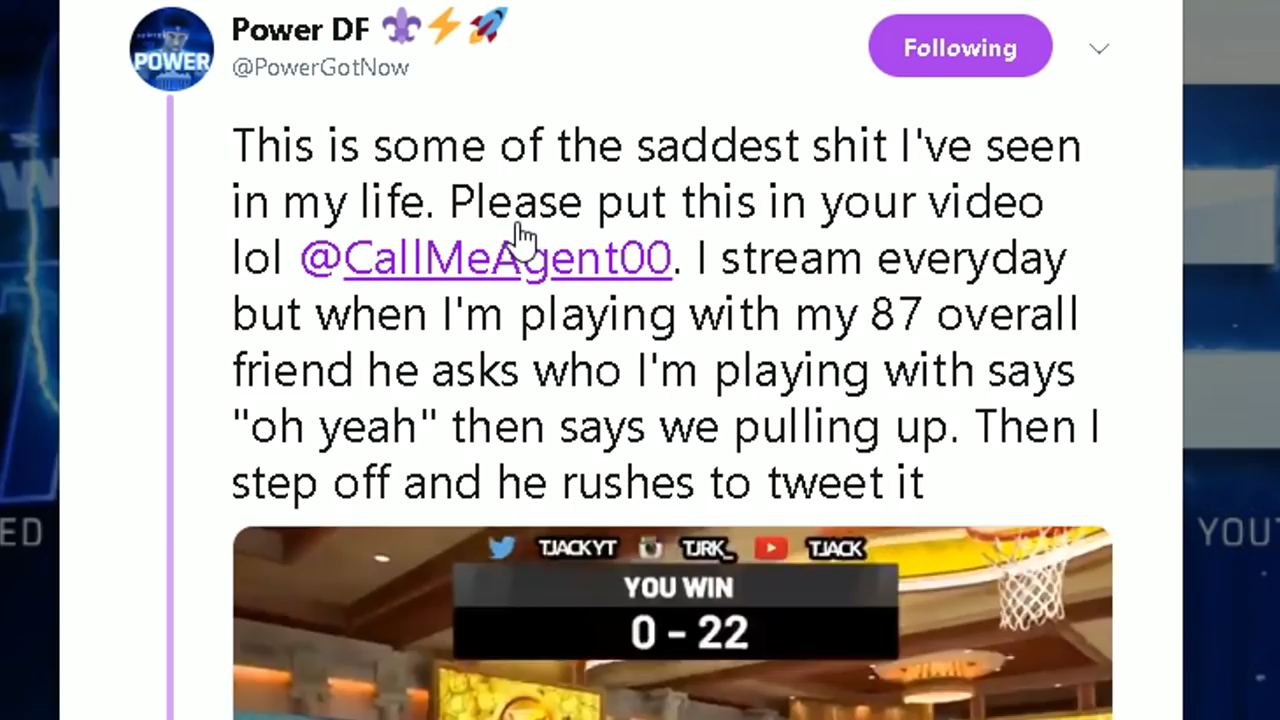 Power DF
@PowerGotNow
POWER
Following
This is some of the saddest shit I've seen
in my life. Please put this in your video
lol @CallMeAgent00. I stream everyday
but when I'm playing with my 87 overall
friend he asks who I'm playing with says
"oh yeah" then says we pulling up. Then I
step off and he rushes to tweet it
TJACKYT TJRK_ TJACK
YOU WIN
0 - 22
ED
YOU